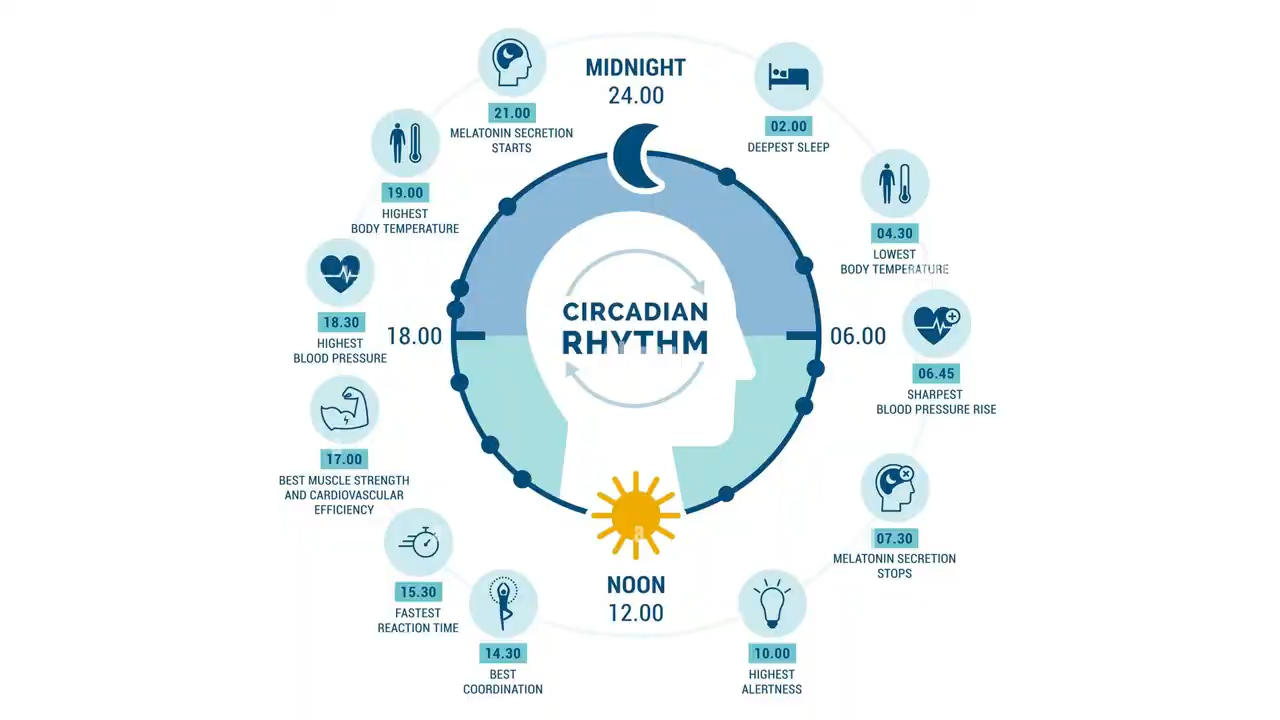 MIDNIGHT
24.00
02.00
DEEPEST SLEEP
04.30
LOWEST
BODY TEMPERATURE
06.00
06.45
SHARPEST
BLOOD PRESSURE RISE
07.30
MELATONIN SECRETION
STOPS
10.00
HIGHEST
ALERTNESS
NOON
12.00
14.30
BEST
COORDINATION
15.30
FASTEST
REACTION TIME
17.00
BEST MUSCLE STRENGTH
AND CARDIOVASCULAR
EFFICIENCY
18.00
18.30
HIGHEST
BLOOD PRESSURE
19.00
HIGHEST
BODY TEMPERATURE
21.00
MELATONIN SECRETION
STARTS
CIRCADIAN
RHYTHM
a